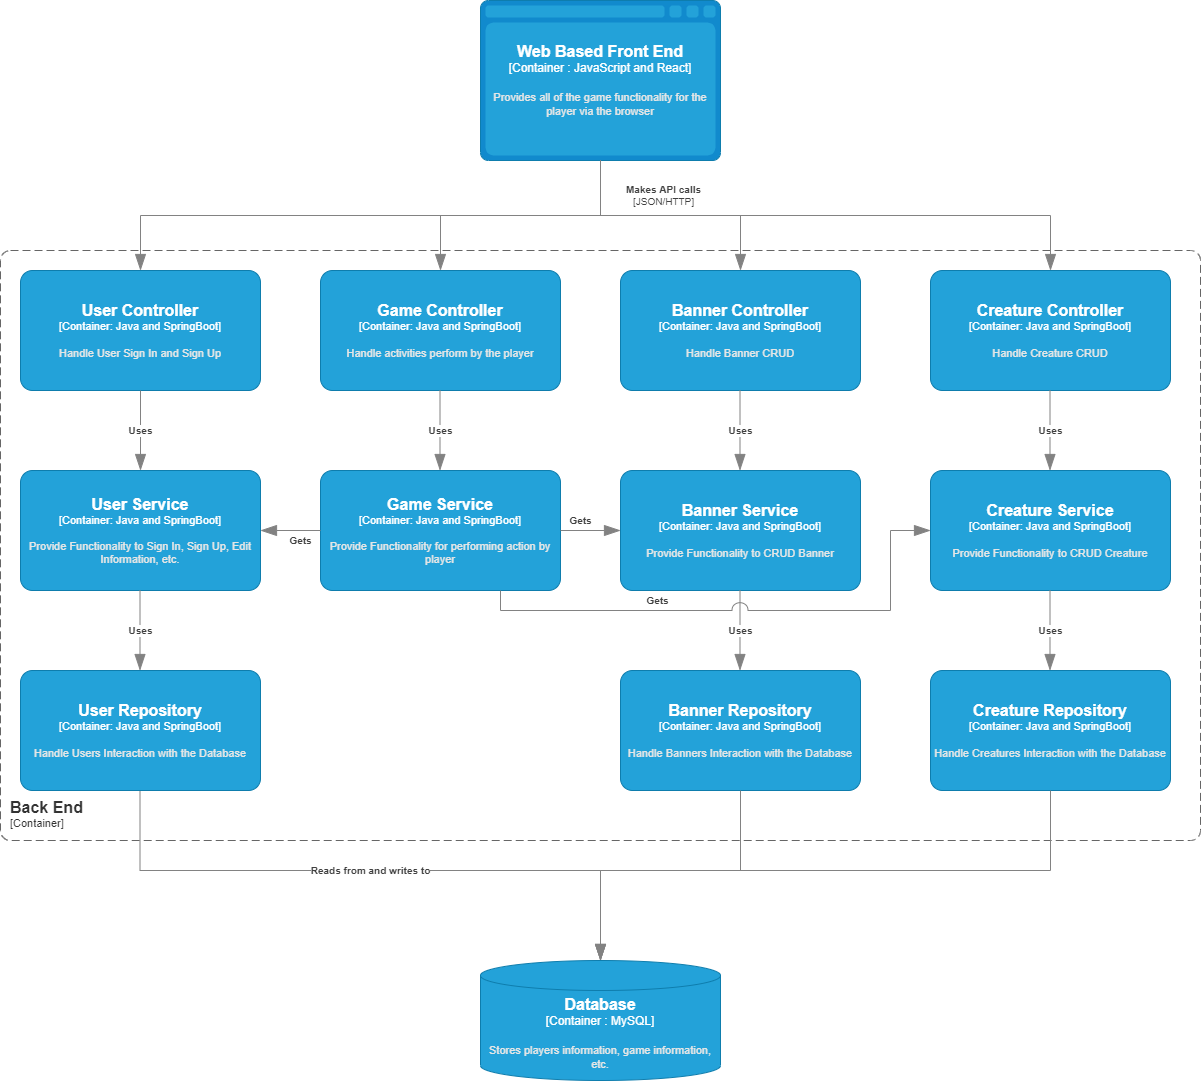 Web Based Front End
[Container : JavaScript and React]
Provides all of the game functionality for the
player via the browser
Makes API calls
[JSON/HTTP]
User Controller
[Container: Java and SpringBoot]
Handle User Sign In and Sign Up
Game Controller
[Container: Java and SpringBoot]
Handle activities perform by the player
Banner Controller
[Container: Java and SpringBoot]
Handle Banner CRUD
Creature Controller
[Container: Java and SpringBoot]
Handle Creature CRUD
Uses
Uses
Uses
Uses
User Service
[Container: Java and SpringBoot]
Provide Functionality to Sign In, Sign Up, Edit
Information, etc.
Gets
Game Service
[Container: Java and SpringBoot]
Provide Functionality for performing action by
player
Gets
Banner Service
[Container: Java and SpringBoot]
Provide Functionality to CRUD Banner
Creature Service
[Container: Java and SpringBoot]
Provide Functionality to CRUD Creature
Gets
Uses
Uses
Uses
User Repository
[Container: Java and SpringBoot]
Handle Users Interaction with the Database
Banner Repository
[Container: Java and SpringBoot]
Handle Banners Interaction with the Database
Creature Repository
[Container: Java and SpringBoot]
Handle Creatures Interaction with the Database
Back End
[Container]
Reads from and writes to
Database
[Container : MySQL]
Stores players information, game information,
etc.